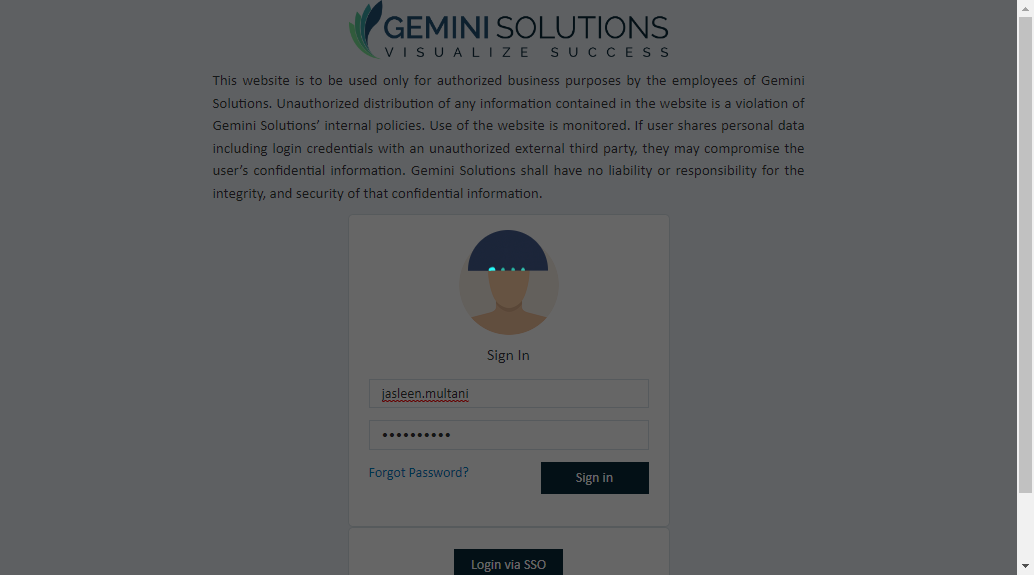 GEMINI SOLUTIONS
VISUALIZE SUCCESS
This website is to be used only for authorized business purposes by the employees of Gemini
Solutions. Unauthorized distribution of any information contained in the website is a violation of
Gemini Solutions’ internal policies. Use of the website is monitored. If user shares personal data
including login credentials with an unauthorized external third party, they may compromise the
user’s confidential information. Gemini Solutions shall have no liability or responsibility for the
integrity, and security of that confidential information.
Sign In
jasleen.multani
••••••••••
Forgot Password?
Sign in
Login via SSO